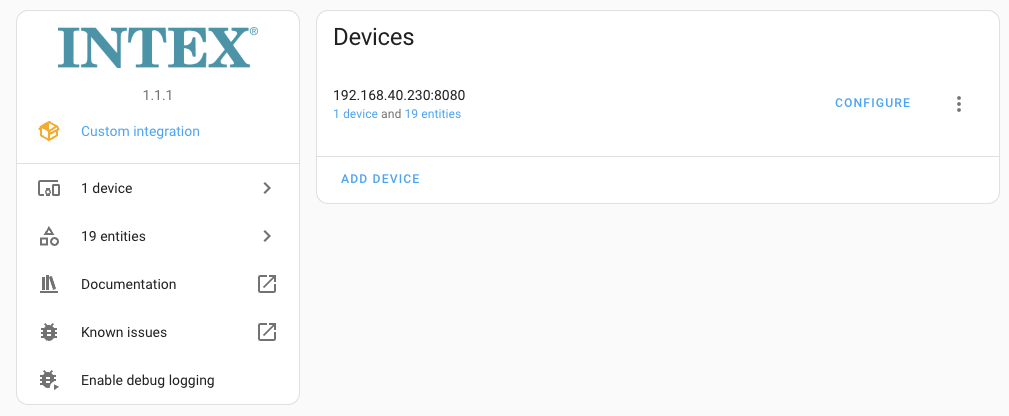 INTEX®
1.1.1
Custom integration
1 device
19 entities
Documentation
Known issues
Enable debug logging
Devices
192.168.40.230:8080
1 device and 19 entities
CONFIGURE
ADD DEVICE